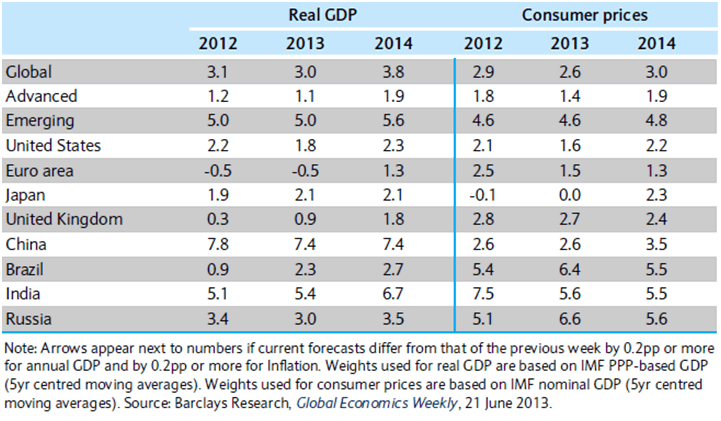 Real GDP Consumer prices
2012 2013 2014 2012 2013 2014
Global 3.1 3.0 3.8 2.9 2.6 3.0
Advanced 1.2 1.1 1.9 1.8 1.4 1.9
Emerging 5.0 5.0 5.6 4.6 4.6 4.8
United States 2.2 1.8 2.3 2.1 1.6 2.2
Euro area -0.5 -0.5 1.3 2.5 1.5 1.3
Japan 1.9 2.1 2.1 -0.1 0.0 2.3
United Kingdom 0.3 0.9 1.8 2.8 2.7 2.4
China 7.8 7.4 7.4 2.6 2.6 3.5
Brazil 0.9 2.3 2.7 5.4 6.4 5.5
India 5.1 5.4 6.7 7.5 5.6 5.5
Russia 3.4 3.0 3.5 5.1 6.6 5.6
Note: Arrows appear next to numbers if current forecasts differ from that of the previous week by 0.2pp or more
for annual GDP and by 0.2pp or more for Inflation. Weights used for real GDP are based on IMF PPP-based GDP
(5yr centred moving averages). Weights used for consumer prices are based on IMF nominal GDP (5yr centred
moving averages). Source: Barclays Research, Global Economics Weekly, 21 June 2013.